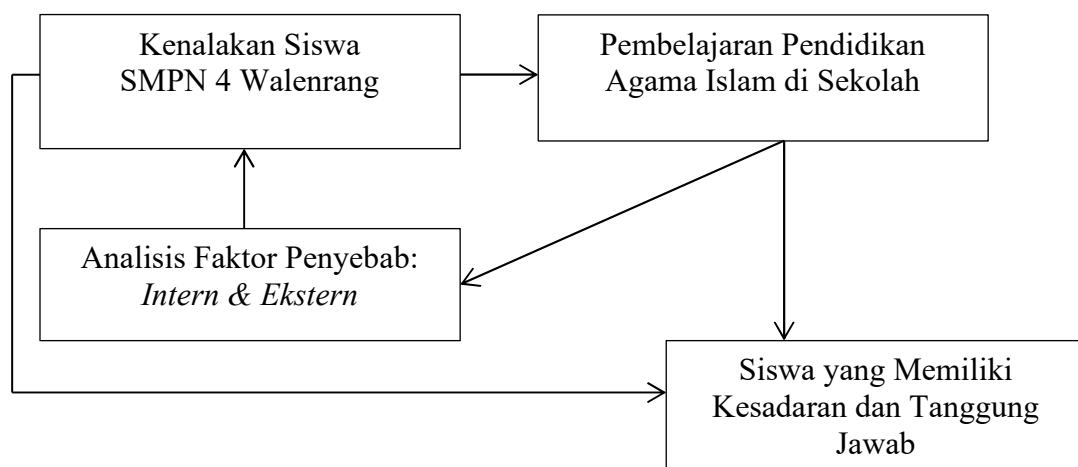 Kenalakan Siswa
SMPN 4 Walenrang
Pembelajaran Pendidikan
Agama Islam di Sekolah
Analisis Faktor Penyebab:
Intern & Ekstern
Siswa yang Memiliki
Kesadaran dan Tanggung
Jawab